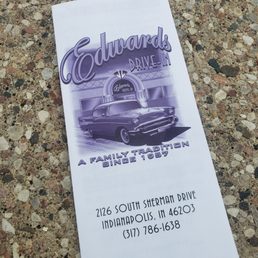 Edwards
DRIVE-IN
A FAMILY TRADITION
SINCE 1957
2126 SOUTH SHERMAN DRIVE
INDIANAPOLIS, IN 46203
(317) 786-1638